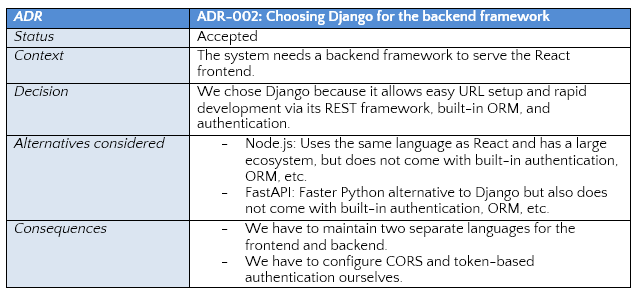 ADR ADR-002: Choosing Django for the backend framework
Status Accepted
Context The system needs a backend framework to serve the React
frontend.
Decision We chose Django because it allows easy URL setup and rapid
development via its REST framework, built-in ORM, and
authentication.
Alternatives considered - Node.js: Uses the same language as React and has a large
ecosystem, but does not come with built-in authentication,
ORM, etc.
- FastAPI: Faster Python alternative to Django but also does
not come with built-in authentication, ORM, etc.
Consequences - We have to maintain two separate languages for the
frontend and backend.
- We have to configure CORS and token-based
authentication ourselves.